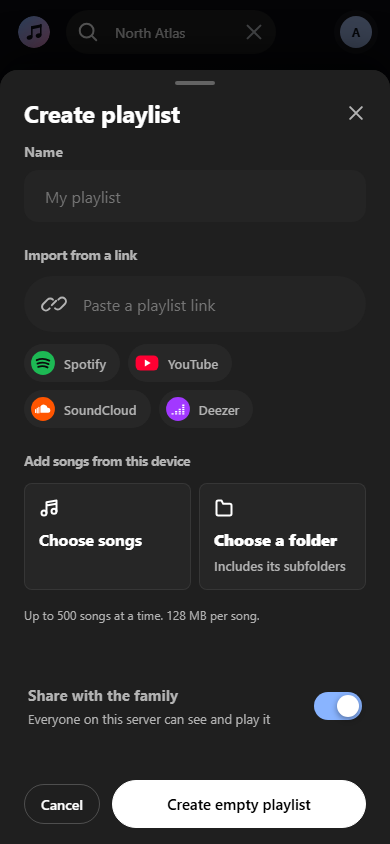 North Atlas
A
Create playlist
Name
My playlist
Import from a link
Paste a playlist link
Spotify
YouTube
SoundCloud
Deezer
Add songs from this device
Choose songs
Choose a folder
Includes its subfolders
Up to 500 songs at a time. 128 MB per song.
Share with the family
Everyone on this server can see and play it
Cancel
Create empty playlist